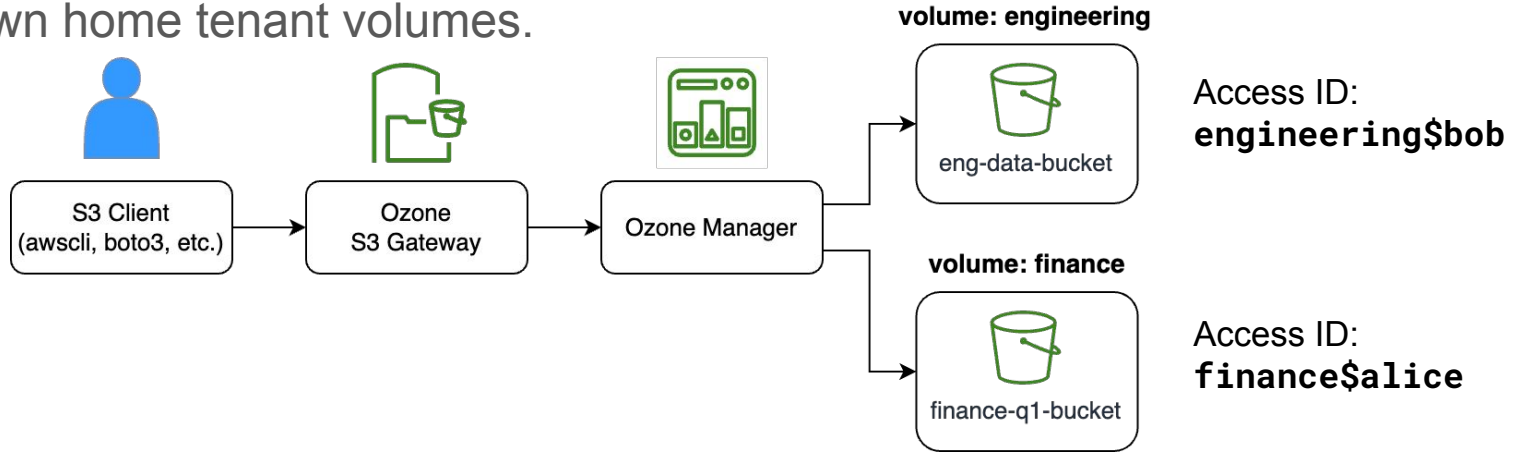 wn home tenant volumes.
volume: engineering
eng-data-bucket
Access ID:
engineering$bob
S3 Client
(awscli, boto3, etc.)
Ozone
S3 Gateway
Ozone Manager
volume: finance
finance-q1-bucket
Access ID:
finance$alice